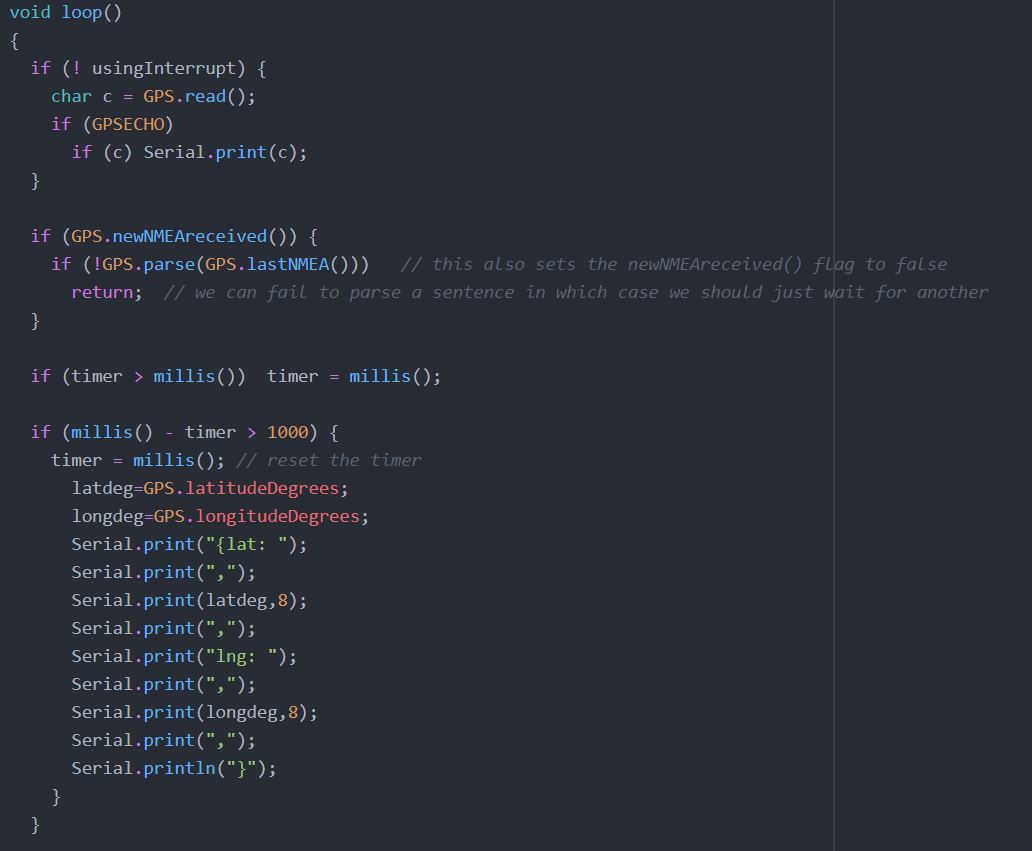 void loop()
{
  if (! usingInterrupt) {
    char c = GPS.read();
    if (GPSECHO)
      if (c) Serial.print(c);
  }

  if (GPS.newNMEAreceived()) {
    if (!GPS.parse(GPS.lastNMEA()))   // this also sets the newNMEAreceived() flag to false
      return;  // we can fail to parse a sentence in which case we should just wait for another
  }

  if (timer > millis())  timer = millis();

  if (millis() - timer > 1000) {
    timer = millis(); // reset the timer
      latdeg=GPS.latitudeDegrees;
      longdeg=GPS.longitudeDegrees;
      Serial.print("{lat: ");
      Serial.print(",");
      Serial.print(latdeg,8);
      Serial.print(",");
      Serial.print("lng: ");
      Serial.print(",");
      Serial.print(longdeg,8);
      Serial.print(",");
      Serial.println("}");
    }
  }